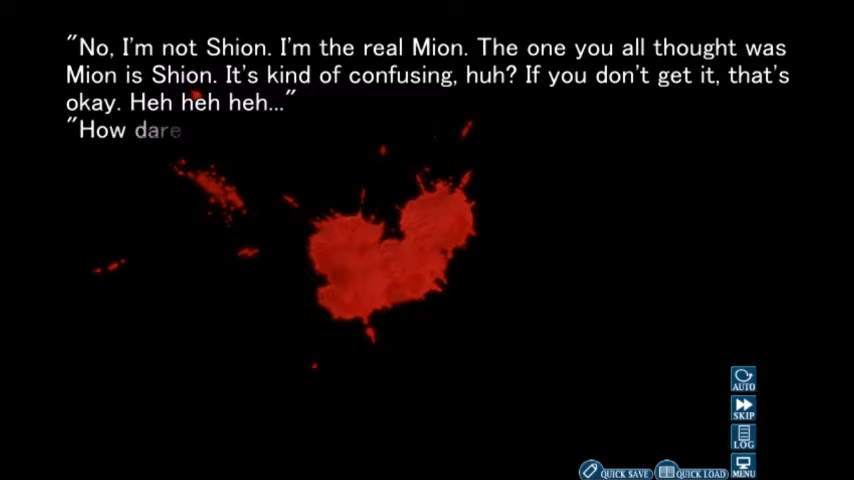 "No, I'm not Shion. I'm the real Mion. The one you all thought was
Mion is Shion. It's kind of confusing, huh? If you don't get it, that's
okay. Heh heh heh..."
"How dare
AUTO
SKIP
LOG
MENU
QUICK SAVE
QUICK LOAD